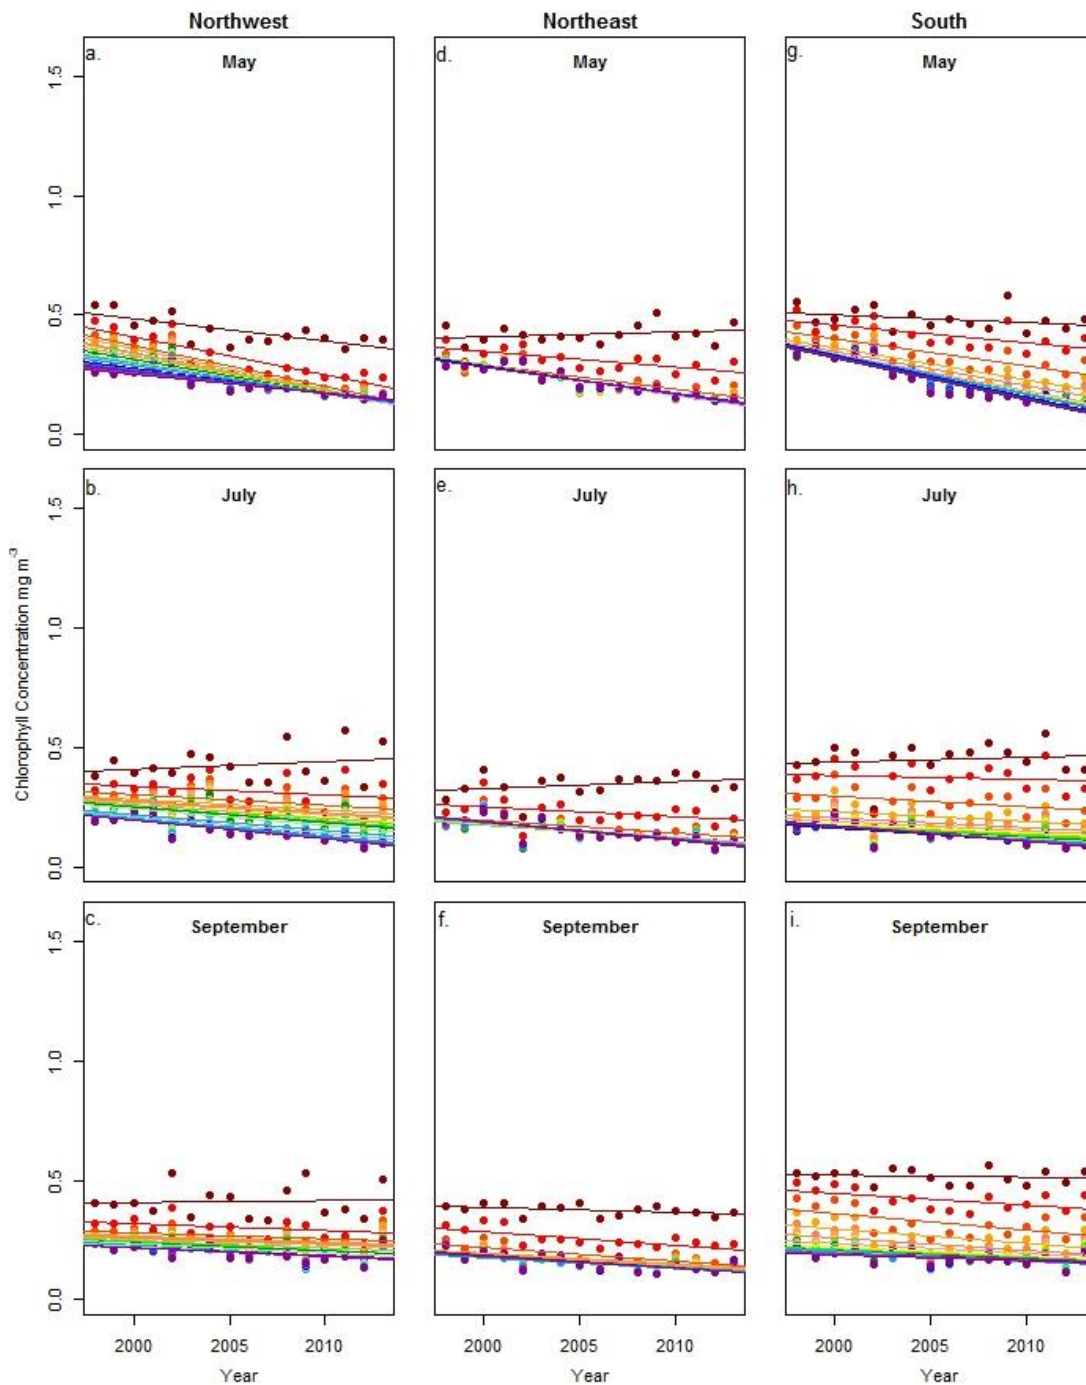 Northwest Northeast South
a. May d. May g. May
1.5
1.0
0.5
0.0
b. July e. July h. July
1.5
1.0
0.5
0.0
Chlorophyll Concentration mg m-3
c. September f. September i. September
1.5
1.0
0.5
0.0
2000 2005 2010 2000 2005 2010 2000 2005 2010
Year Year Year